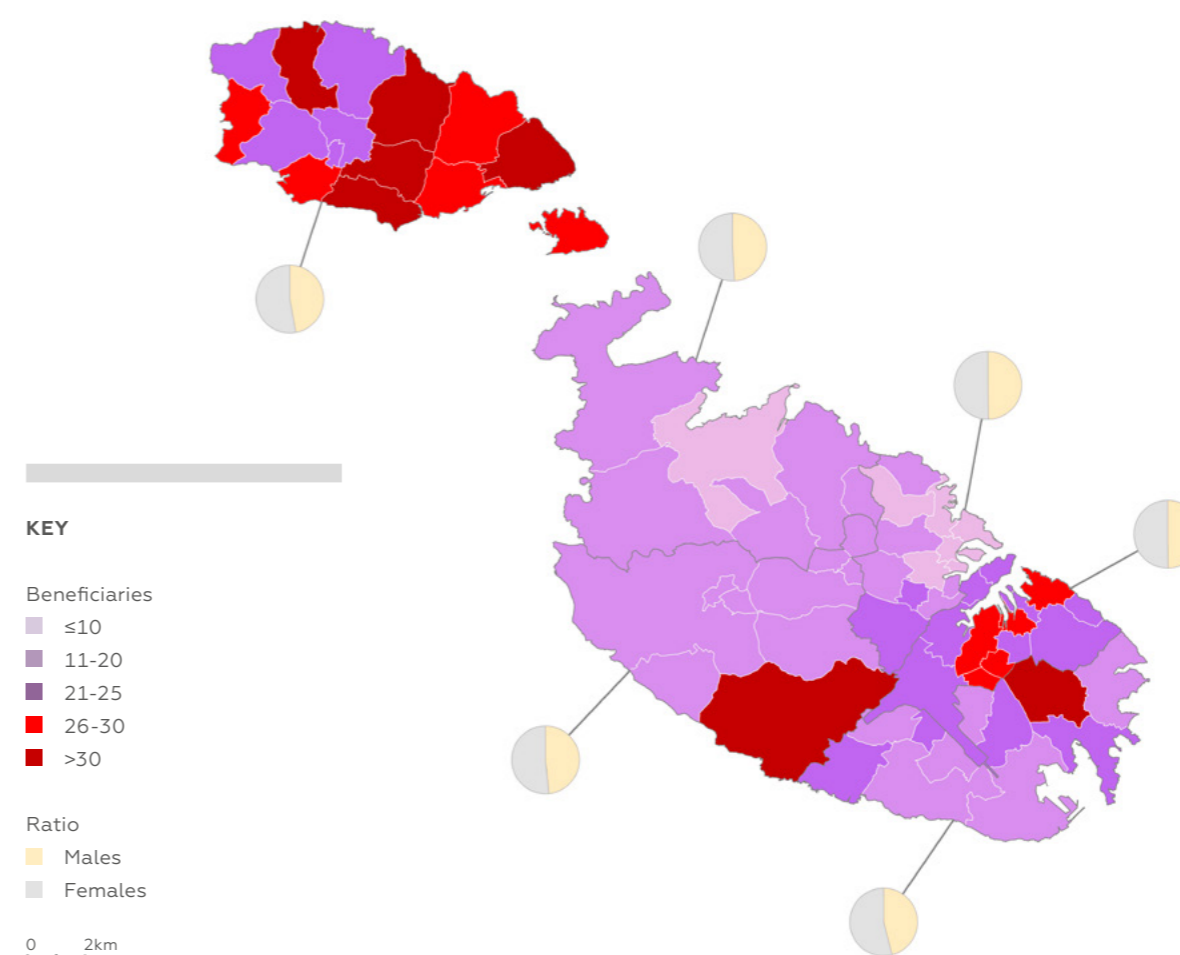 KEY
Beneficiaries
≤10
11-20
21-25
26-30
>30
Ratio
Males
Females
0 2km